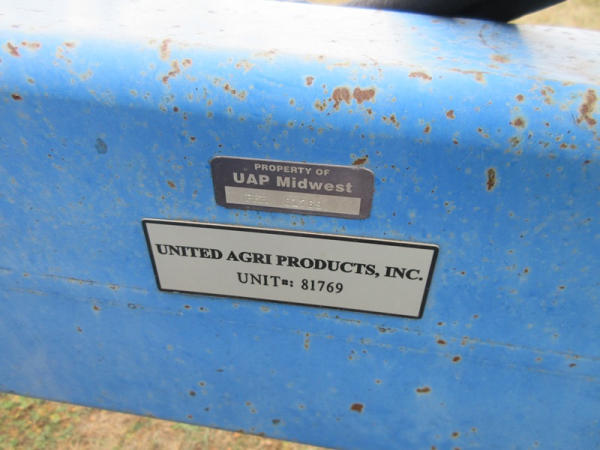 PROPERTY OF
UAP Midwest
UNITED AGRI PRODUCTS, INC.
UNIT#: 81769